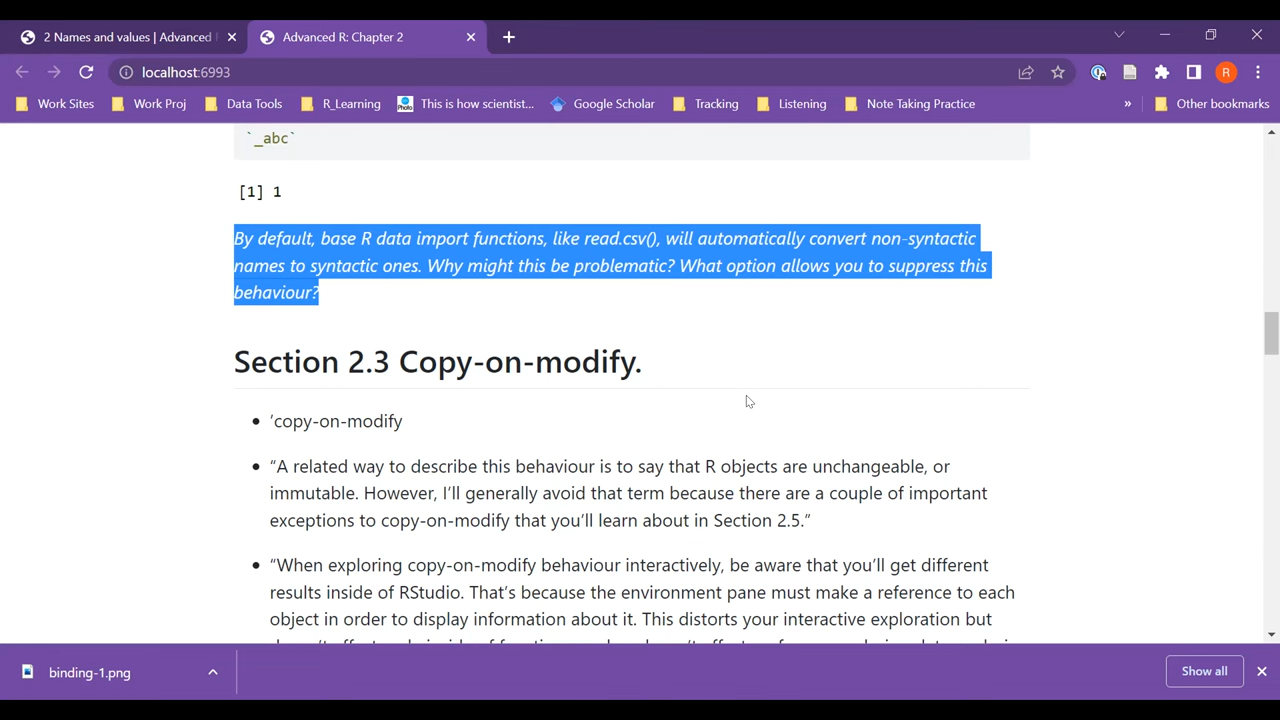 2 Names and values | Advanced
Advanced R: Chapter 2
localhost:6993
R
Work Sites
Work Proj
Data Tools
R_Learning
Photo
This is how scientist...
Google Scholar
Tracking
Listening
Note Taking Practice
»
Other bookmarks
`_abc`
[1] 1
By default, base R data import functions, like read.csv(), will automatically convert non-syntactic
names to syntactic ones. Why might this be problematic? What option allows you to suppress this
behaviour?
Section 2.3 Copy-on-modify.
• ‘copy-on-modify
• “A related way to describe this behaviour is to say that R objects are unchangeable, or
immutable. However, I’ll generally avoid that term because there are a couple of important
exceptions to copy-on-modify that you’ll learn about in Section 2.5.”
• “When exploring copy-on-modify behaviour interactively, be aware that you’ll get different
results inside of RStudio. That’s because the environment pane must make a reference to each
object in order to display information about it. This distorts your interactive exploration but
binding-1.png
Show all